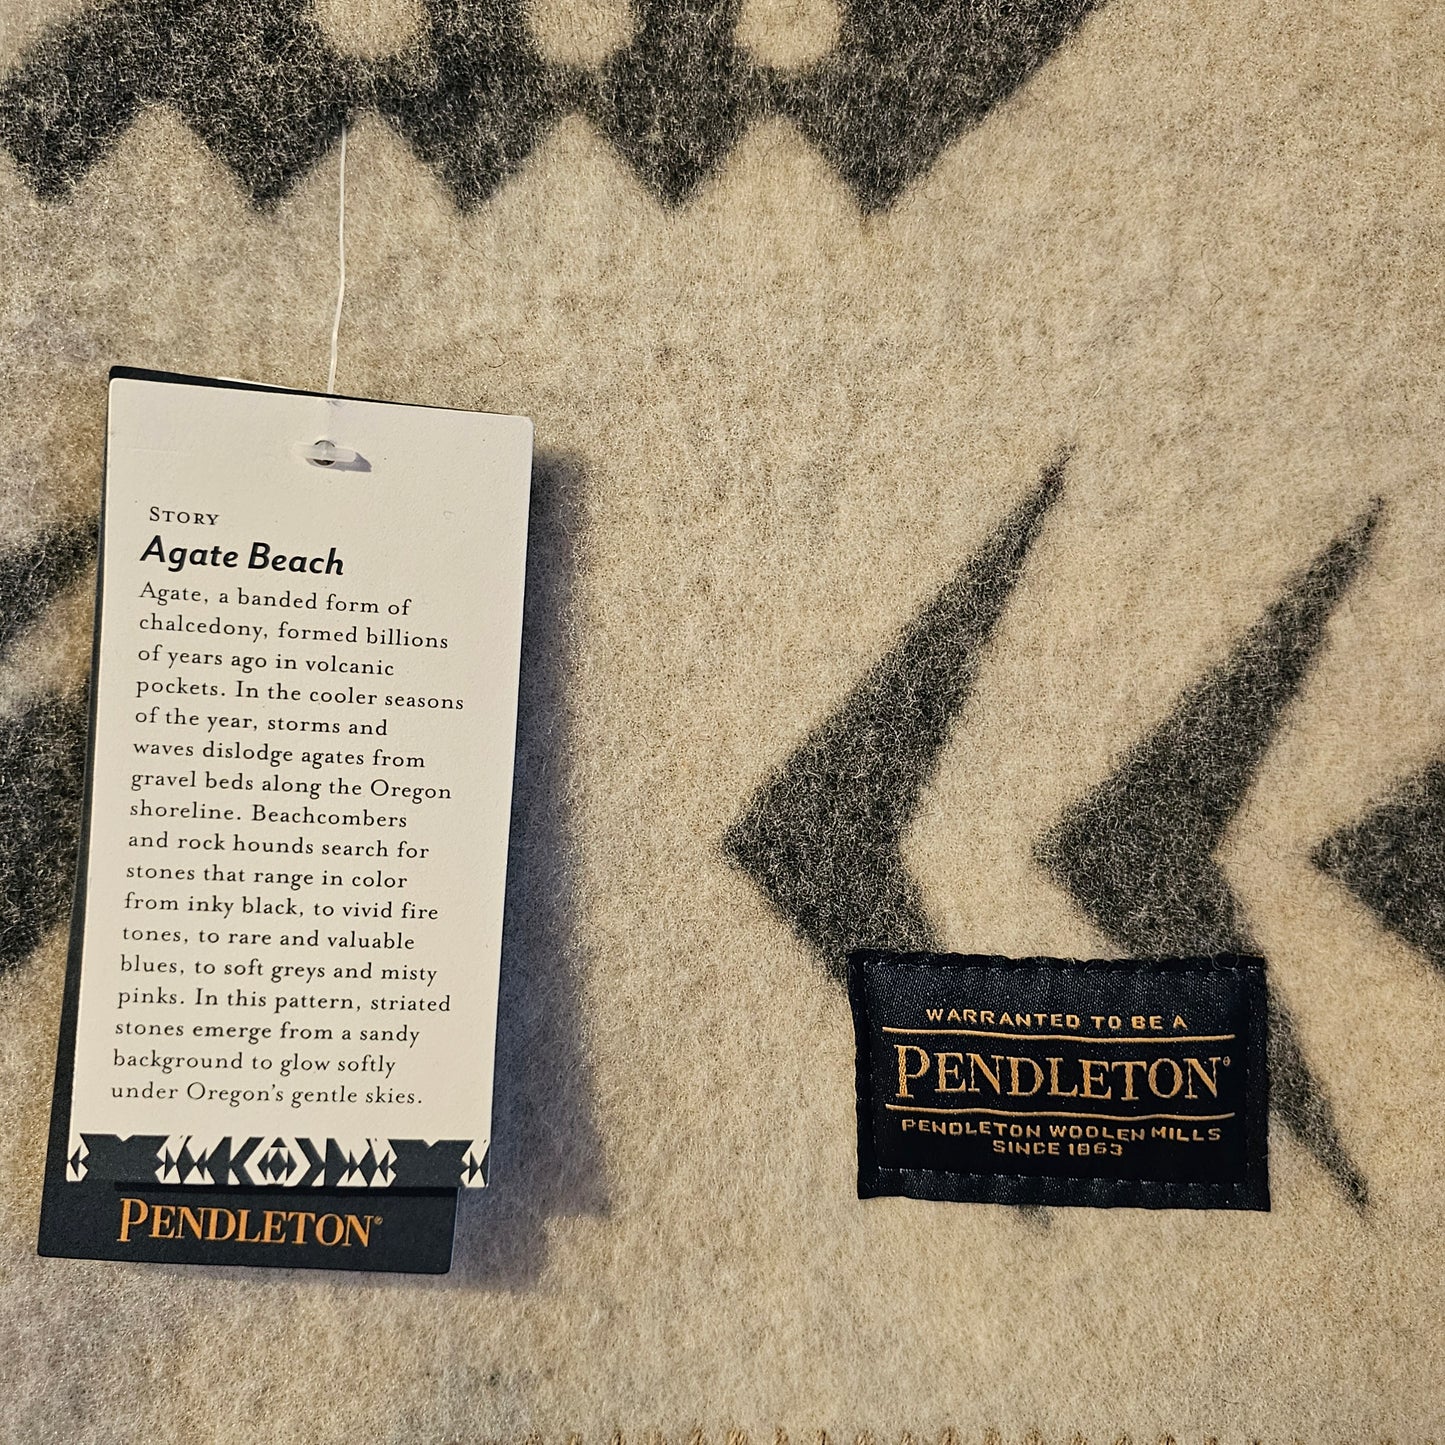 STORY
Agate Beach
Agate, a banded form of
chalcedony, formed billions
of years ago in volcanic
pockets. In the cooler seasons
of the year, storms and
waves dislodge agates from
gravel beds along the Oregon
shoreline. Beachcombers
and rock hounds search for
stones that range in color
from inky black, to vivid fire
tones, to rare and valuable
blues, to soft greys and misty
pinks. In this pattern, striated
stones emerge from a sandy
background to glow softly
under Oregon's gentle skies.
PENDLETON®
WARRANTED TO BE A
PENDLETON®
PENDLETON WOOLEN MILLS
SINCE 1863